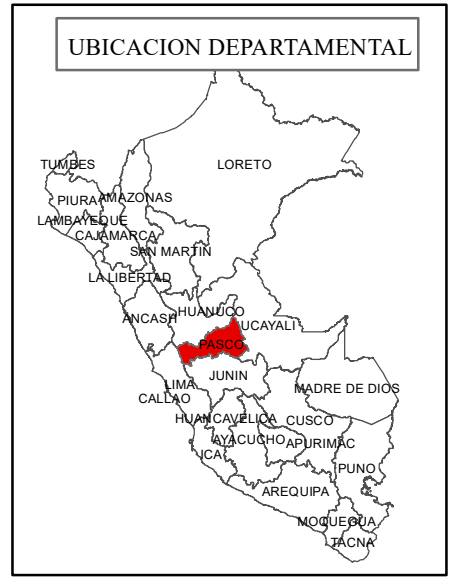 UBICACION DEPARTAMENTAL
TUMBES
LORETO
PIURA
AMAZONAS
LAMBAYEQUE
CAJAMARCA
SAN MARTIN
LA LIBERTAD
HUANUCO
ANCASH
UCAYALI
PASCO
JUNIN
LIMA
CALLAO
MADRE DE DIOS
HUANCAVELICA
CUSCO
AYACUCHO
APURIMAC
ICA
PUNO
AREQUIPA
MOQUEGUA
TACNA